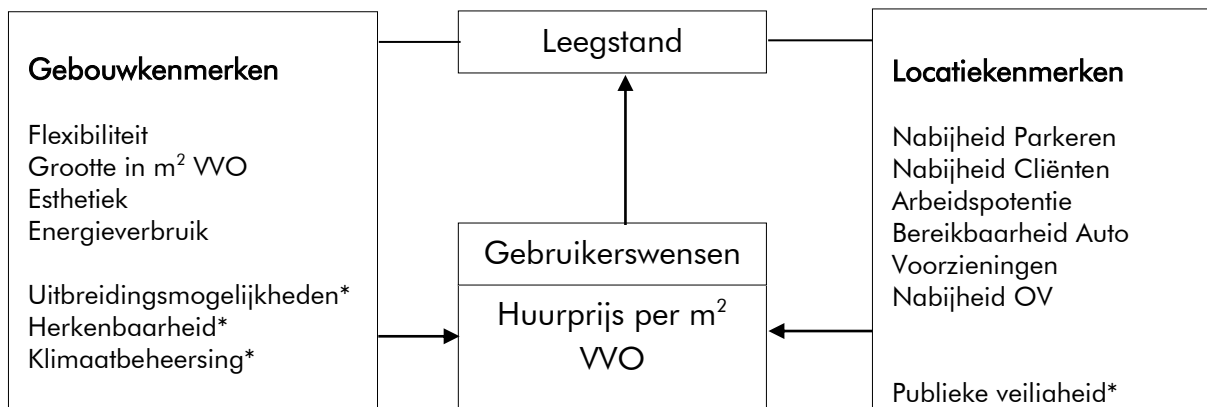 Gebouwkenmerken
Flexibiliteit
Grootte in m² VVO
Esthetiek
Energieverbruik
Uitbreidingsmogelijkheden*
Herkenbaarheid*
Klimaatbeheersing*
Leegstand
Gebruikerswensen
Huurprijs per m²
VVO
Locatiekenmerken
Nabijheid Parkeren
Nabijheid Cliënten
Arbeidspotentie
Bereikbaarheid Auto
Voorzieningen
Nabijheid OV
Publieke veiligheid*